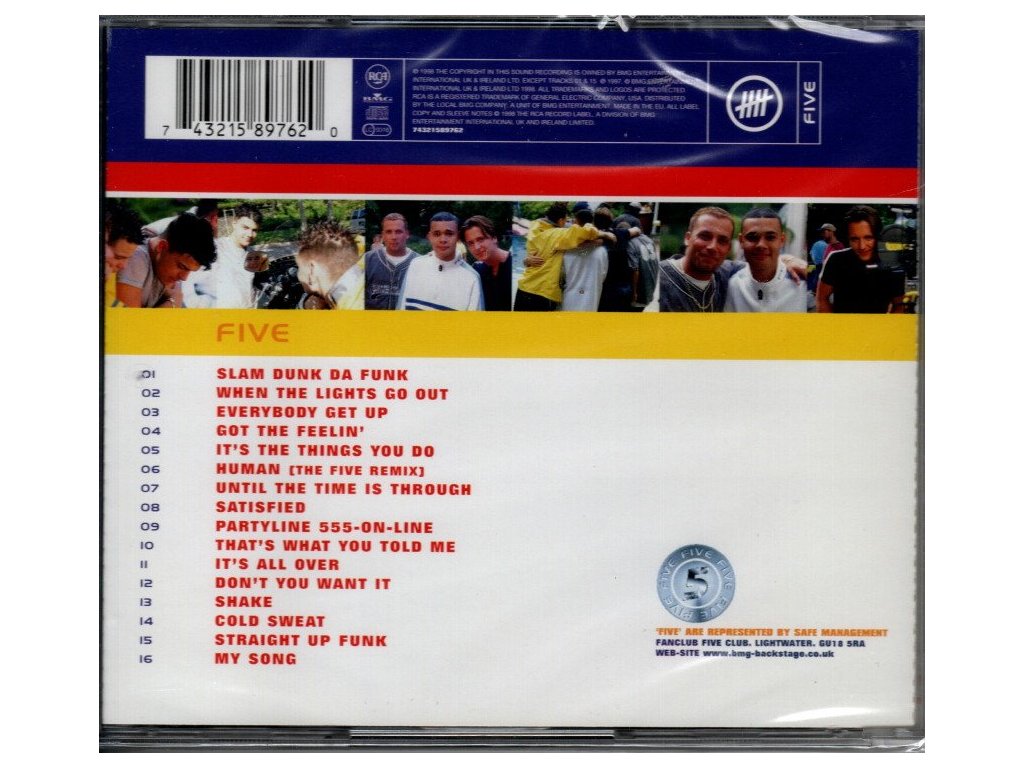 7 43215 89762 0
RCA
BMG
℗ 1998 THE COPYRIGHT IN THIS SOUND RECORDING IS OWNED BY BMG ENTERTAINMENT
INTERNATIONAL UK & IRELAND LTD. EXCEPT TRACKS 01 & 15 ℗ 1997. © BMG ENTERTAINMENT
INTERNATIONAL UK & IRELAND LTD 1998. ALL TRADEMARKS AND LOGOS ARE PROTECTED.
RCA IS A REGISTERED TRADEMARK OF GENERAL ELECTRIC COMPANY, USA. DISTRIBUTED
BY THE LOCAL BMG COMPANY, A UNIT OF BMG ENTERTAINMENT. MADE IN THE EU. ALL LABEL
COPY AND SLEEVE NOTES © 1998 THE RCA RECORD LABEL, A DIVISION OF BMG
ENTERTAINMENT INTERNATIONAL UK AND IRELAND LIMITED.
74321589762
FIVE
FIVE
01 SLAM DUNK DA FUNK
02 WHEN THE LIGHTS GO OUT
03 EVERYBODY GET UP
04 GOT THE FEELIN'
05 IT'S THE THINGS YOU DO
06 HUMAN [THE FIVE REMIX]
07 UNTIL THE TIME IS THROUGH
08 SATISFIED
09 PARTYLINE 555-ON-LINE
10 THAT'S WHAT YOU TOLD ME
11 IT'S ALL OVER
12 DON'T YOU WANT IT
13 SHAKE
14 COLD SWEAT
15 STRAIGHT UP FUNK
16 MY SONG
FIVE FIVE FIVE FIVE FIVE
5
'FIVE' ARE REPRESENTED BY SAFE MANAGEMENT
FANCLUB FIVE CLUB. LIGHTWATER. GU18 5RA
WEB-SITE www.bmg-backstage.co.uk